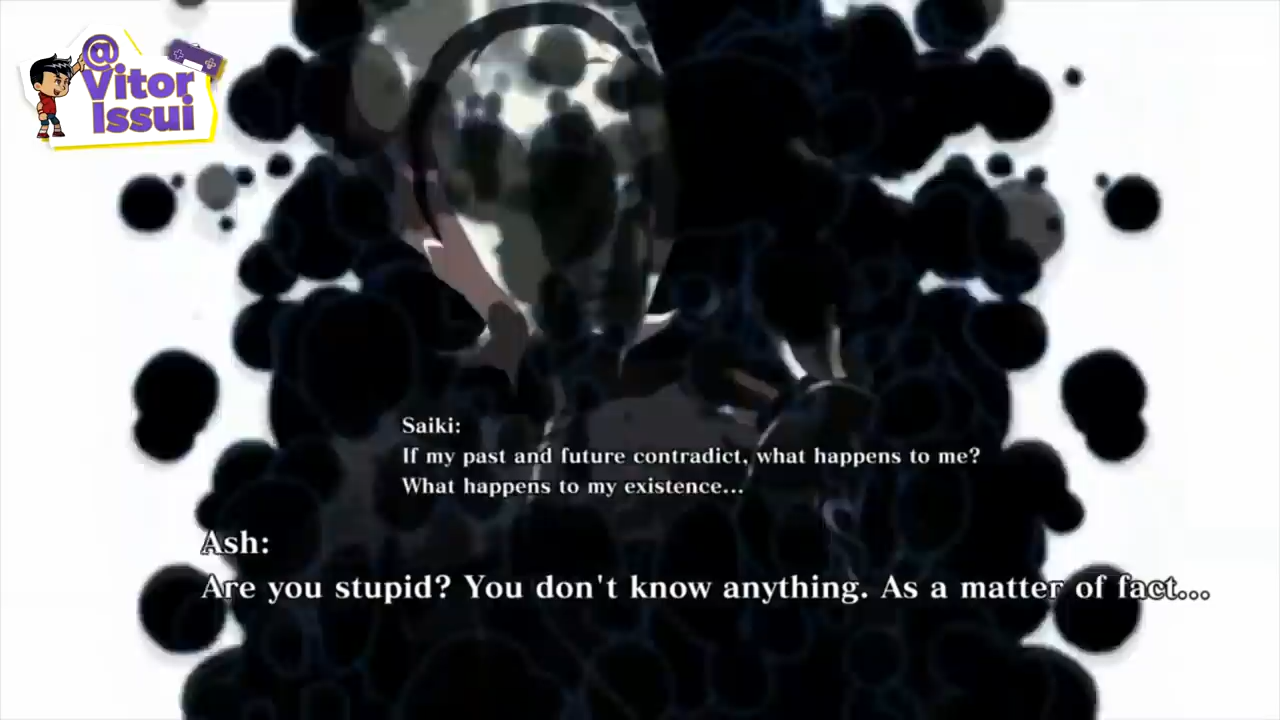 @
Vitor
Issui
Saiki:
If my past and future contradict, what happens to me?
What happens to my existence...
Ash:
Are you stupid? You don't know anything. As a matter of fact...